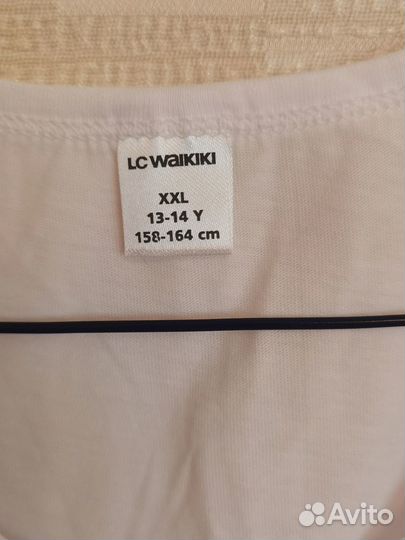 LC WAIKIKI
XXL
13-14 Y
158-164 cm
Avito